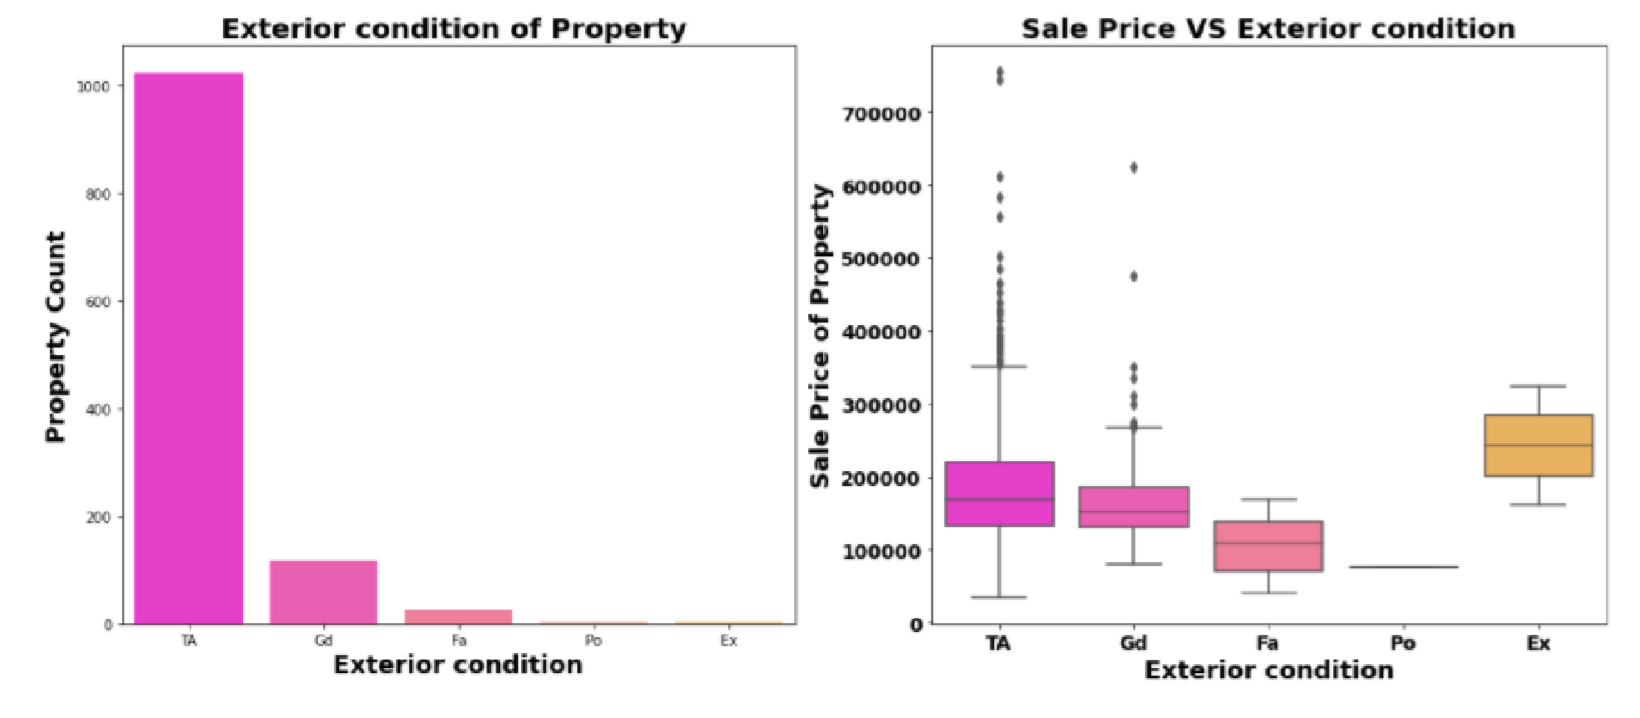 Exterior condition of Property
Property Count
1000
800
600
400
200
0
TA Gd Fa Po Ex
Exterior condition
Sale Price VS Exterior condition
Sale Price of Property
700000
600000
500000
400000
300000
200000
100000
0
TA Gd Fa Po Ex
Exterior condition